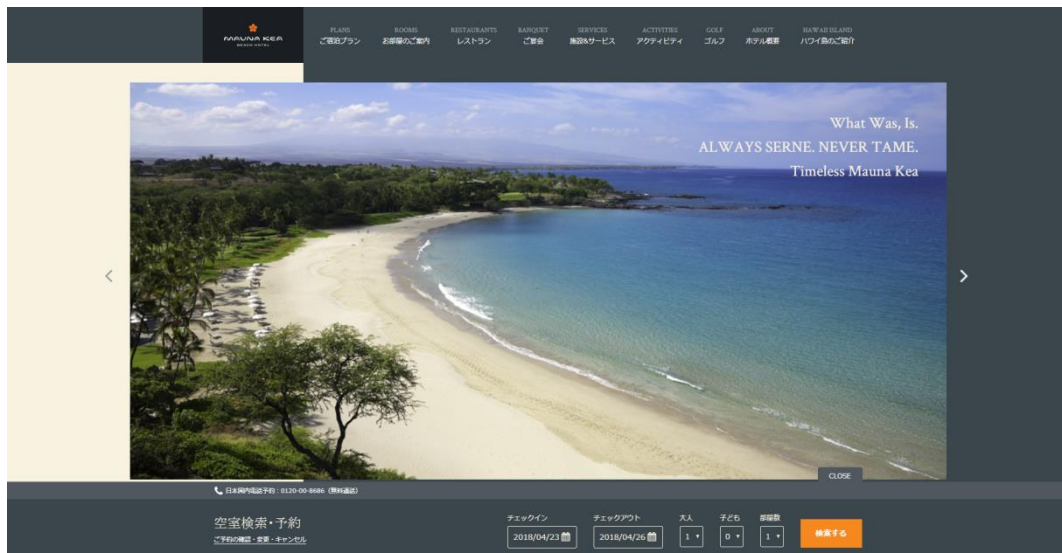 MAUNA KEA
BEACH HOTEL
PLANS
ご宿泊プラン
ROOMS
お部屋のご案内
RESTAURANTS
レストラン
BANQUET
ご宴会
SERVICES
施設&サービス
ACTIVITIES
アクティビティ
GOLF
ゴルフ
ABOUT
ホテル概要
HAWAII ISLAND
ハワイ島のご紹介
What Was, Is.
ALWAYS SERNE. NEVER TAME.
Timeless Mauna Kea
CLOSE
日本国内電話予約:0120-00-8686(無料通話)
空室検索・予約
ご予約の確認・変更・キャンセル
チェックイン
2018/04/23
チェックアウト
2018/04/26
大人
1
子ども
0
部屋数
1
検索する